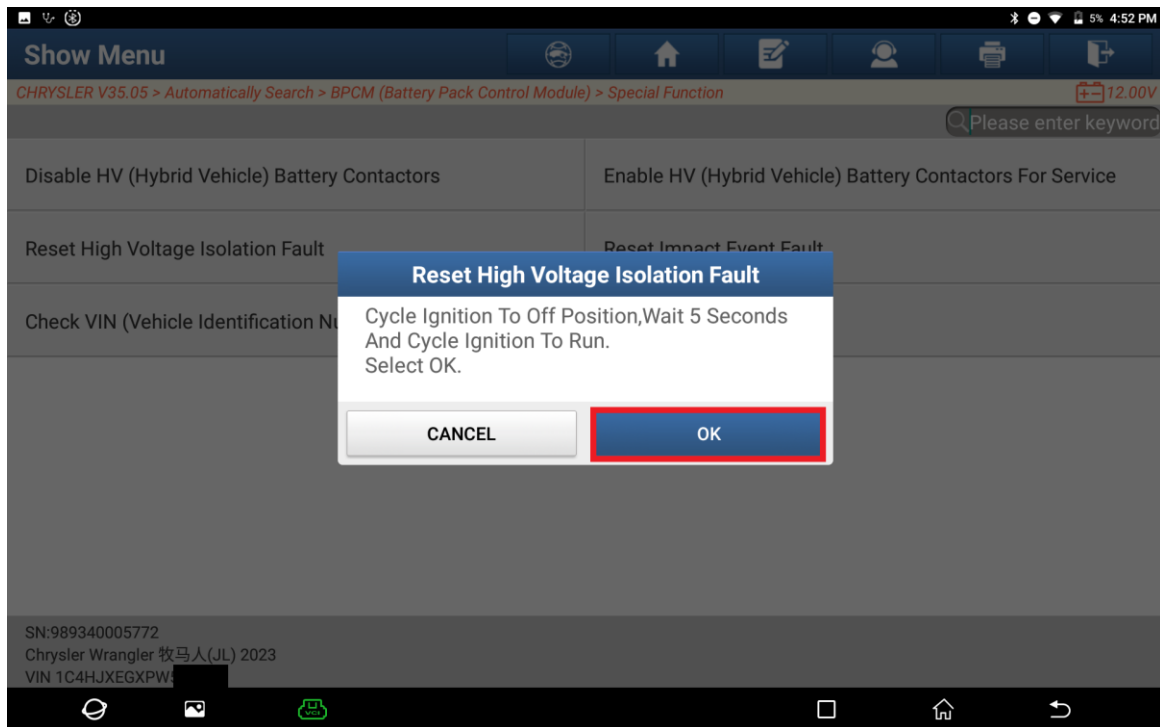 5% 4:52 PM
Show Menu
CHRYSLER V35.05 > Automatically Search > BPCM (Battery Pack Control Module) > Special Function
12.00V
Please enter keyword
Disable HV (Hybrid Vehicle) Battery Contactors
Enable HV (Hybrid Vehicle) Battery Contactors For Service
Reset High Voltage Isolation Fault
Reset Impact Event Fault
Check VIN (Vehicle Identification
Reset High Voltage Isolation Fault
Cycle Ignition To Off Position,Wait 5 Seconds
And Cycle Ignition To Run.
Select OK.
CANCEL
OK
SN:989340005772
Chrysler Wrangler 牧马人(JL) 2023
VIN 1C4HJXEGXPW
VCI